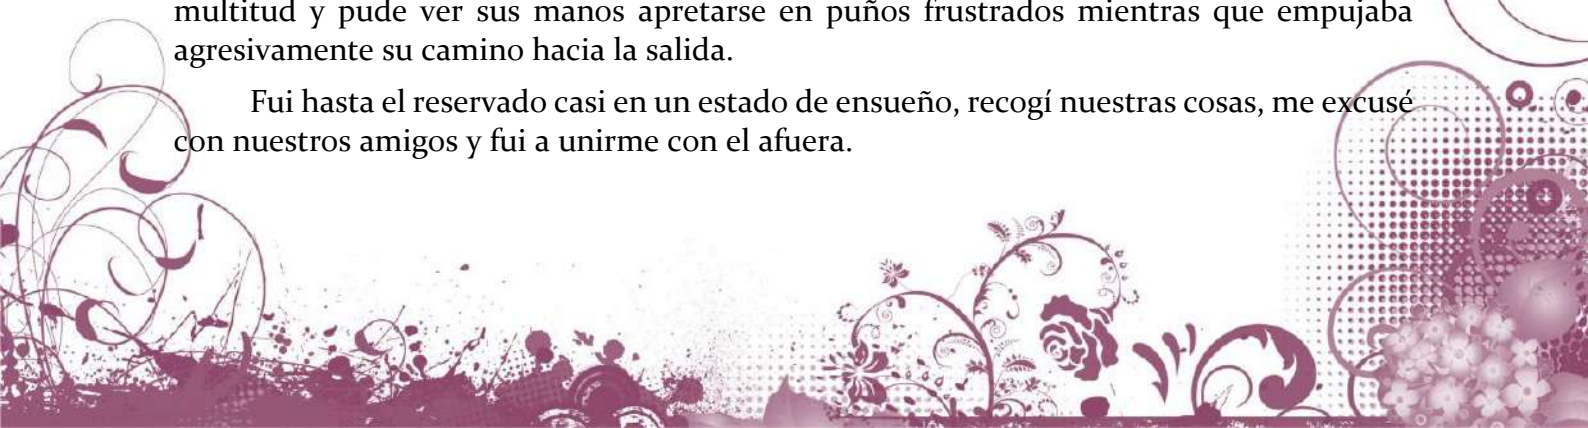 multitud y pude ver sus manos apretarse en puños frustrados mientras que empujaba
agresivamente su camino hacia la salida.
Fui hasta el reservado casi en un estado de ensueño, recogí nuestras cosas, me excusé
con nuestros amigos y fui a unirme con el afuera.